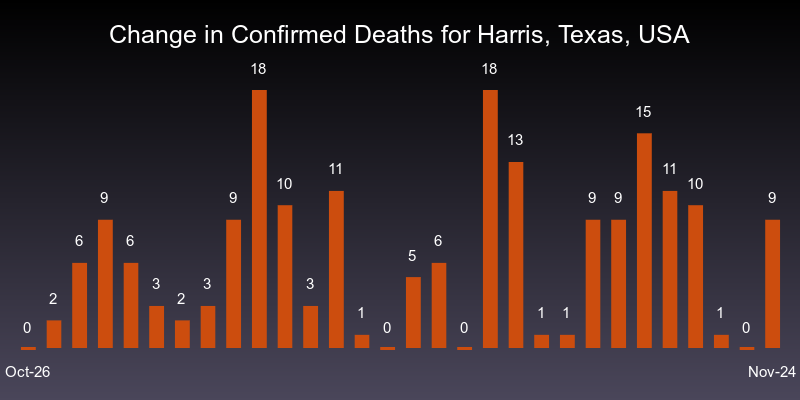 Change in Confirmed Deaths for Harris, Texas, USA
0 2 6 9 6 3 2 3 9 18 10 3 11 1 0 5 6 0 18 13 1 1 9 9 15 11 10 1 0 9
Oct-26 Nov-24